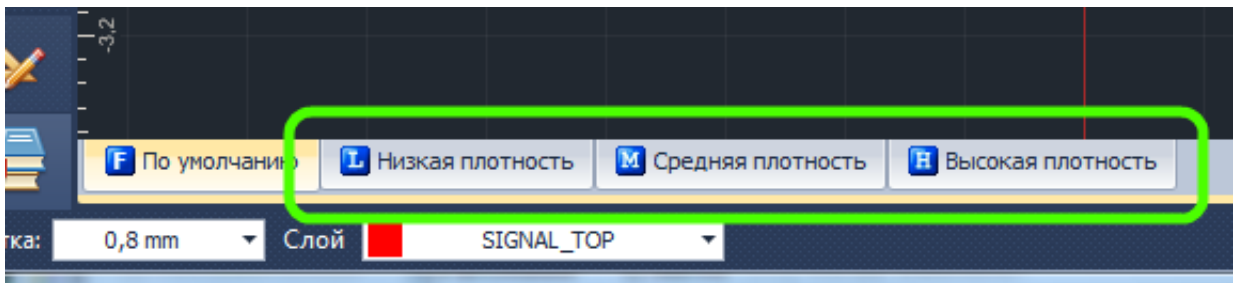 -3,2
F По умолчанию L Низкая плотность M Средняя плотность H Высокая плотность
тка: 0,8 mm Слой SIGNAL_TOP